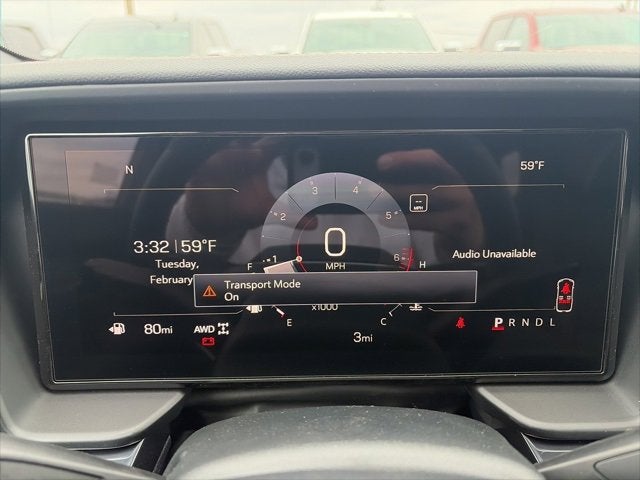 N
59°F
3 4
2 5
-- MPH
3:32 59°F
0
Tuesday,
February
F 1 MPH 6 H
Audio Unavailable
Transport Mode
On
x1000
E C
80mi AWD
P R N D L
3mi